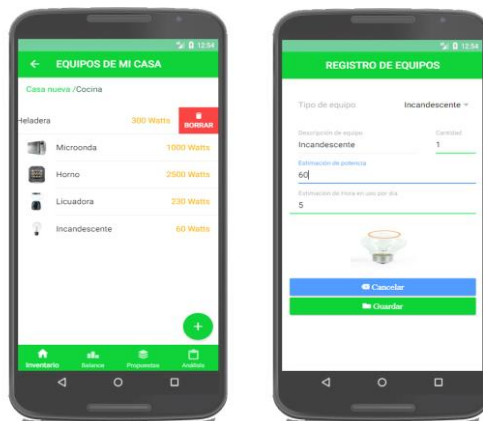 12:54
EQUIPOS DE MI CASA
Casa nueva /Cocina
Heladera 300 Watts BORRAR
Microonda 1000 Watts
Horno 2500 Watts
Licuadora 230 Watts
Incandescente 60 Watts
+
Inventario Balance Propuestas Análisis
12:54
REGISTRO DE EQUIPOS
Tipo de equipo Incandescente
Descripción de equipo Cantidad
Incandescente 1
Estimación de potencia
60
Estimación de Hora en uso por día
5
Cancelar
Guardar